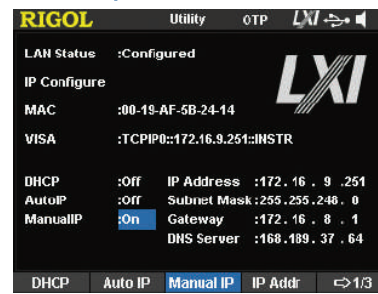 RIGOL Utility OTP LXI
LAN Status :Configured
IP Configure
LXI
MAC :00-19-AF-5B-24-14
VISA :TCPIP0::172.16.9.251::INSTR
DHCP :Off IP Address :172. 16 . 9 .251
AutoIP :Off Subnet Mask:255.255.248. 0
ManualIP :On Gateway :172. 16 . 8 . 1
DNS Server :168.189. 37 . 64
DHCP Auto IP Manual IP IP Addr ⇨1/3